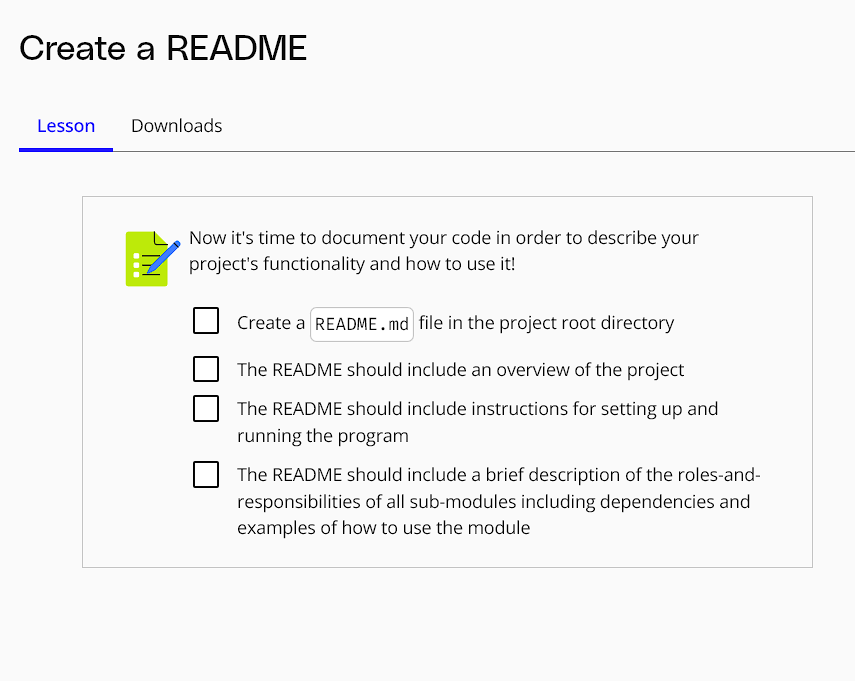 Create a README
Lesson
Downloads
Now it's time to document your code in order to describe your
project's functionality and how to use it!
Create a README.md file in the project root directory
The README should include an overview of the project
The README should include instructions for setting up and
running the program
The README should include a brief description of the roles-and-
responsibilities of all sub-modules including dependencies and
examples of how to use the module